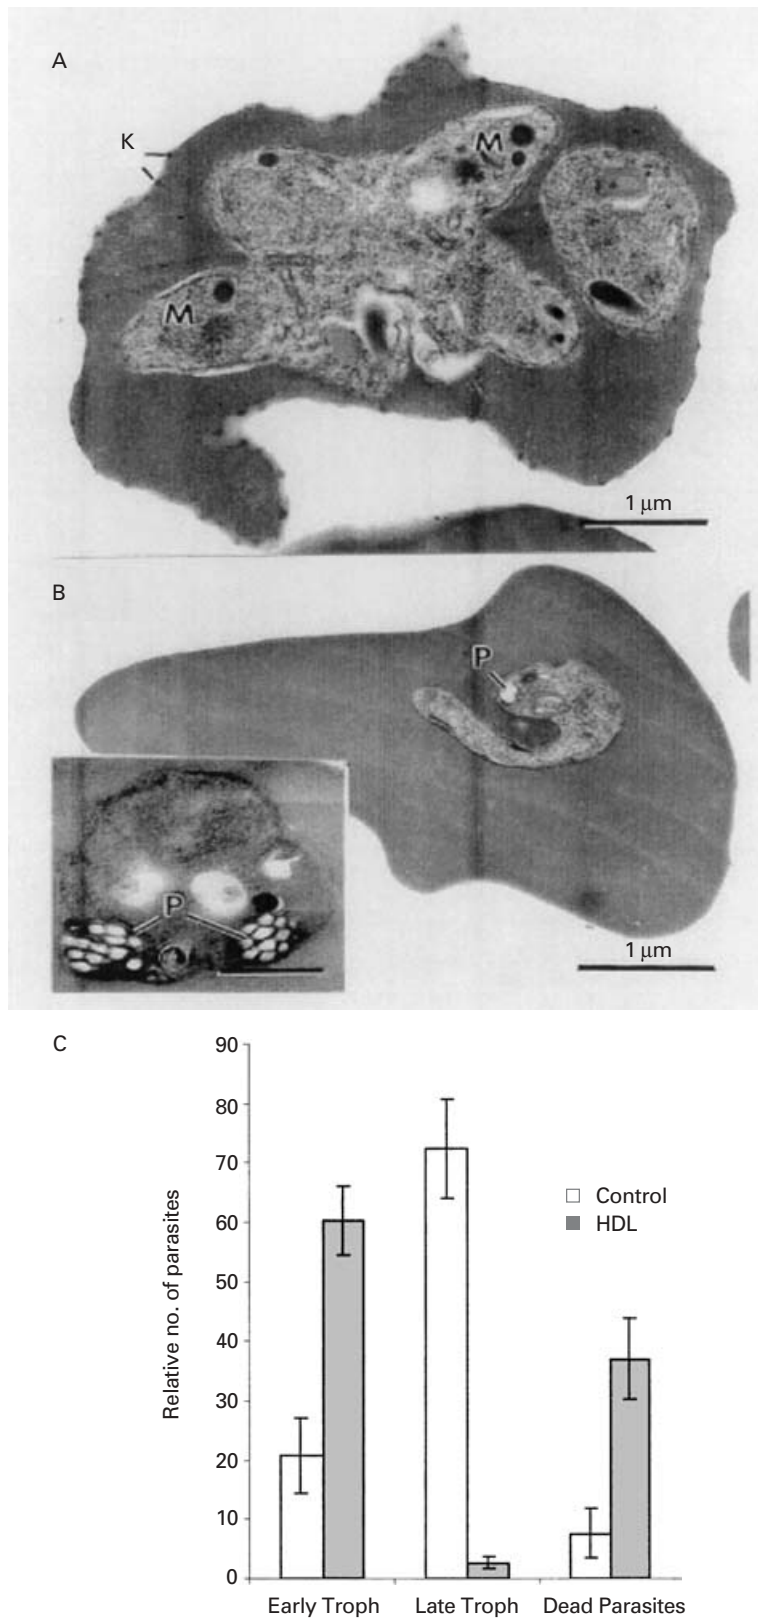 A
K
M
M
1 µm
B
P
P
1 µm
C
90
80
70
60
50
40
30
20
10
0
Relative no. of parasites
Control
HDL
Early Troph
Late Troph
Dead Parasites